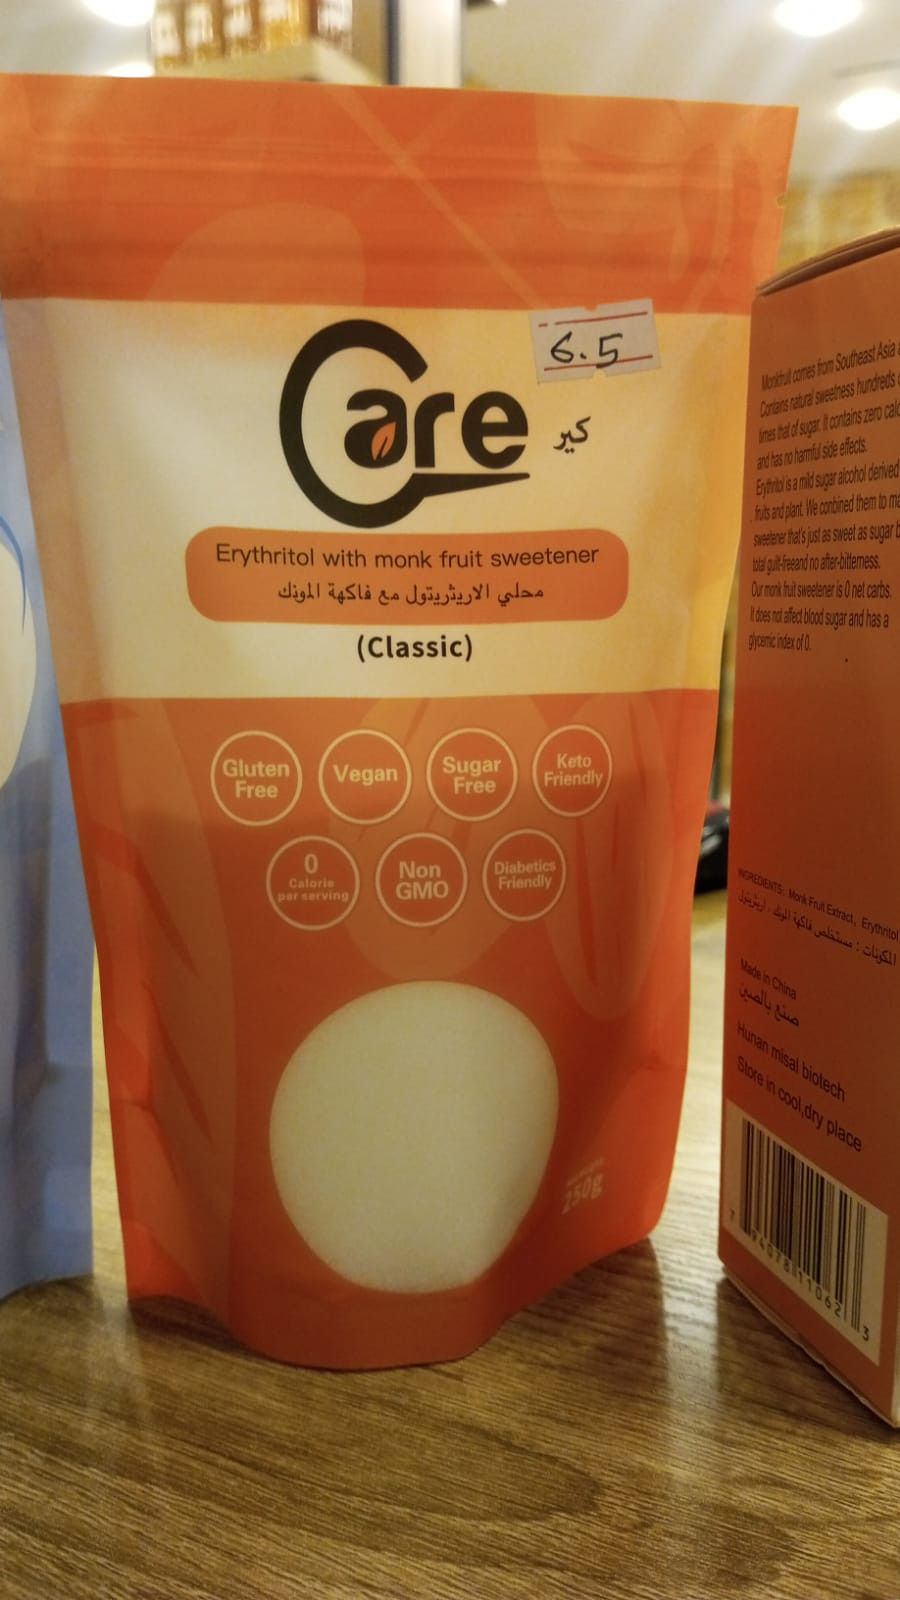 6.5
Care
كير
Erythritol with monk fruit sweetener
محلي الاريثريتول مع فاكهة المونك
(Classic)
Gluten
Free
Vegan
Sugar
Free
Keto
Friendly
0
Calorie
per serving
Non
GMO
Diabetics
Friendly
250g
Monkfruit comes from Southeast Asia
Contains natural sweetness hundreds
times that of sugar. It contains zero
and has no harmful side effects.
Erythritol is a mild sugar alcohol derived
fruits and plant. We conbined them to
sweetener that's just as sweet as sugar
total guilt-freeand no after-bitterness.
Our monk fruit sweetener is 0 net carbs.
It does not affect blood sugar and has a
glycemic index of 0.
INGREDIENTS: Monk Fruit Extract, Erythritol
المكونات : مستخلص فاكهة المونك ، اريثريتول
Made in China
صنع بالصين
Hunan misal biotech
Store in cool,dry place
7 94078 11062 3